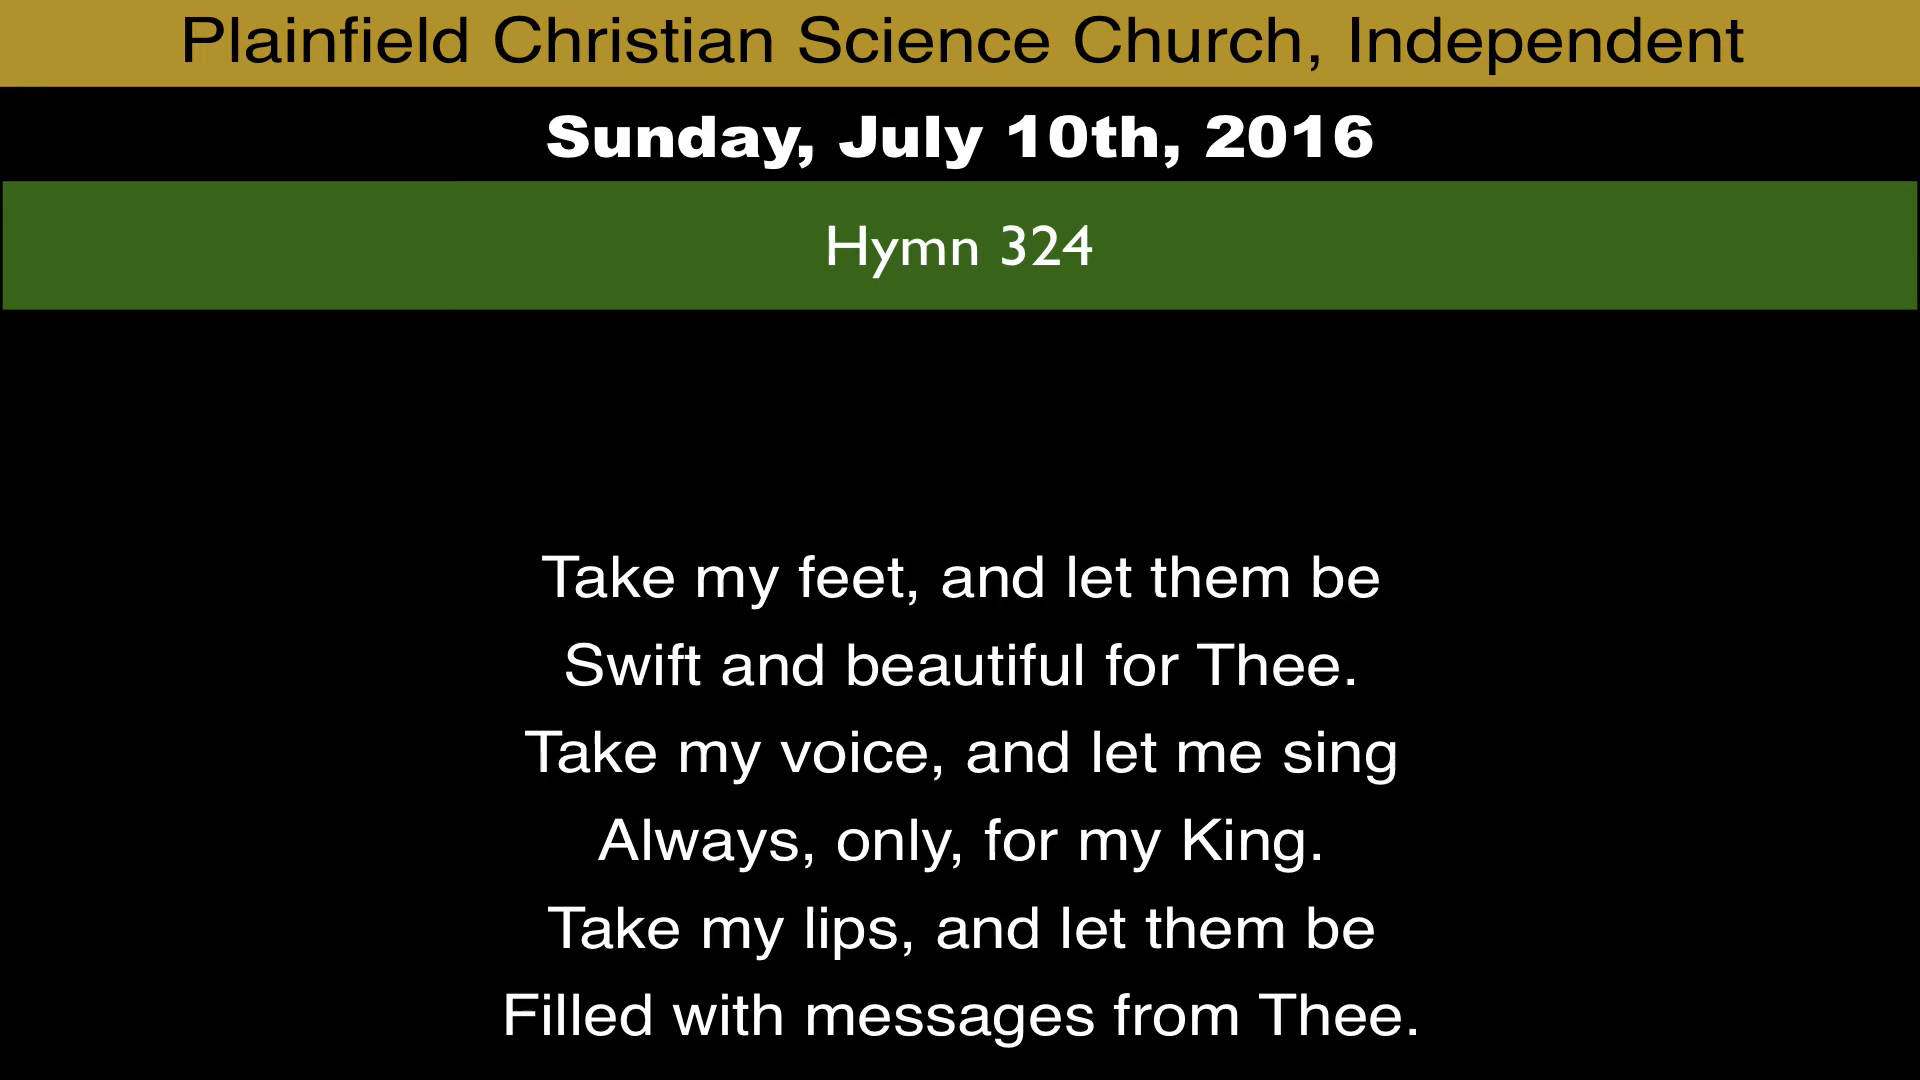 Plainfield Christian Science Church, Independent
Sunday, July 10th, 2016
Hymn 324
Take my feet, and let them be
Swift and beautiful for Thee.
Take my voice, and let me sing
Always, only, for my King.
Take my lips, and let them be
Filled with messages from Thee.